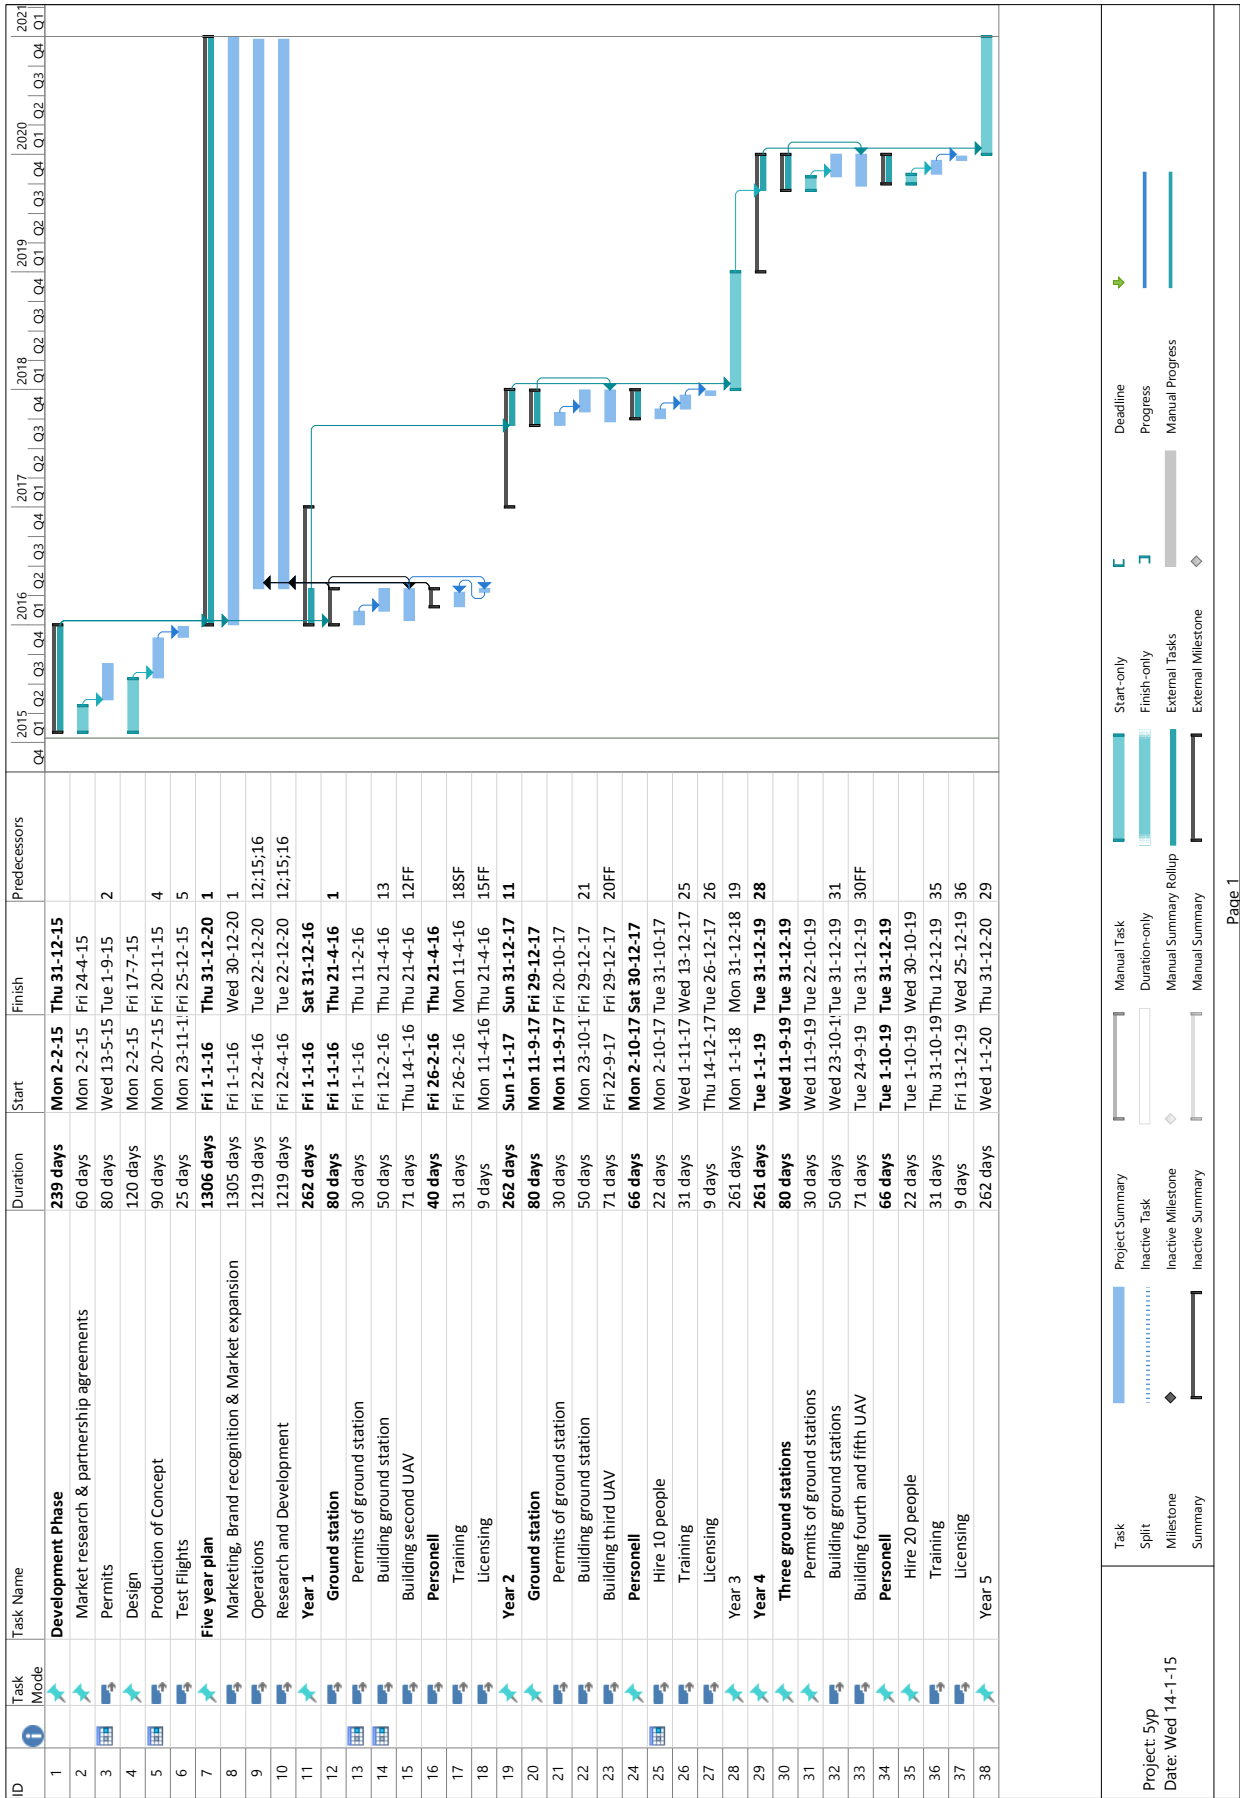 ID Task Mode Task Name Duration Start Finish Predecessors
Q4 2015 Q1 Q2 Q3 Q4 2016 Q1 Q2 Q3 Q4 2017 Q1 Q2 Q3 Q4 2018 Q1 Q2 Q3 Q4 2019 Q1 Q2 Q3 Q4 2020 Q1 Q2 Q3 Q4 2021 Q1
1 Development Phase 239 days Mon 2-2-15 Thu 31-12-15
2 Market research & partnership agreements 60 days Mon 2-2-15 Fri 24-4-15
3 Permits 80 days Wed 13-5-15 Tue 1-9-15 2
4 Design 120 days Mon 2-2-15 Fri 17-7-15
5 Production of Concept 90 days Mon 20-7-15 Fri 20-11-15 4
6 Test Flights 25 days Mon 23-11-1 Fri 25-12-15 5
7 Five year plan 1306 days Fri 1-1-16 Thu 31-12-20 1
8 Marketing, Brand recognition & Market expansion 1305 days Fri 1-1-16 Wed 30-12-20 1
9 Operations 1219 days Fri 22-4-16 Tue 22-12-20 12;15;16
10 Research and Development 1219 days Fri 22-4-16 Tue 22-12-20 12;15;16
11 Year 1 262 days Fri 1-1-16 Sat 31-12-16
12 Ground station 80 days Fri 1-1-16 Thu 21-4-16 1
13 Permits of ground station 30 days Fri 1-1-16 Thu 11-2-16
14 Building ground station 50 days Fri 12-2-16 Thu 21-4-16 13
15 Building second UAV 71 days Thu 14-1-16 Thu 21-4-16 12FF
16 Personell 40 days Fri 26-2-16 Thu 21-4-16
17 Training 31 days Fri 26-2-16 Mon 11-4-16 18SF
18 Licensing 9 days Mon 11-4-16 Thu 21-4-16 15FF
19 Year 2 262 days Sun 1-1-17 Sun 31-12-17 11
20 Ground station 80 days Mon 11-9-17 Fri 29-12-17
21 Permits of ground station 30 days Mon 11-9-17 Fri 20-10-17
22 Building ground station 50 days Mon 23-10-1 Fri 29-12-17 21
23 Building third UAV 71 days Fri 22-9-17 Fri 29-12-17 20FF
24 Personell 66 days Mon 2-10-17 Sat 30-12-17
25 Hire 10 people 22 days Mon 2-10-17 Tue 31-10-17
26 Training 31 days Wed 1-11-17 Wed 13-12-17 25
27 Licensing 9 days Thu 14-12-17 Tue 26-12-17 26
28 Year 3 261 days Mon 1-1-18 Mon 31-12-18 19
29 Year 4 261 days Tue 1-1-19 Tue 31-12-19 28
30 Three ground stations 80 days Wed 11-9-19 Tue 31-12-19
31 Permits of ground stations 30 days Wed 11-9-19 Tue 22-10-19
32 Building ground stations 50 days Wed 23-10-1 Tue 31-12-19 31
33 Building fourth and fifth UAV 71 days Tue 24-9-19 Tue 31-12-19 30FF
34 Personell 66 days Tue 1-10-19 Tue 31-12-19
35 Hire 20 people 22 days Tue 1-10-19 Wed 30-10-19
36 Training 31 days Thu 31-10-19 Thu 12-12-19 35
37 Licensing 9 days Fri 13-12-19 Wed 25-12-19 36
38 Year 5 262 days Wed 1-1-20 Thu 31-12-20 29
Project: 5yp
Date: Wed 14-1-15
Task
Split
Milestone
Summary
Project Summary
Inactive Task
Inactive Milestone
Inactive Summary
Manual Task
Duration-only
Manual Summary Rollup
Manual Summary
Start-only
Finish-only
External Tasks
External Milestone
Deadline
Progress
Manual Progress
Page 1